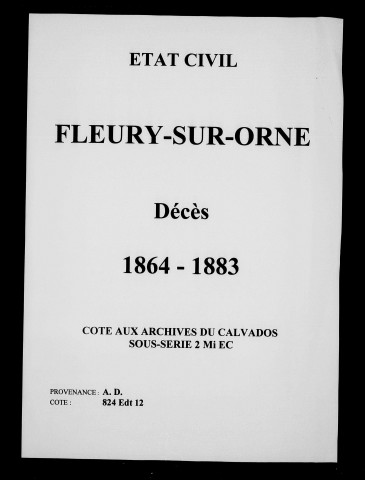 ETAT CIVIL
FLEURY-SUR-ORNE
Décès
1864 - 1883
COTE AUX ARCHIVES DU CALVADOS
SOUS-SERIE 2 Mi EC
PROVENANCE : A. D.
COTE : 824 Edt 12